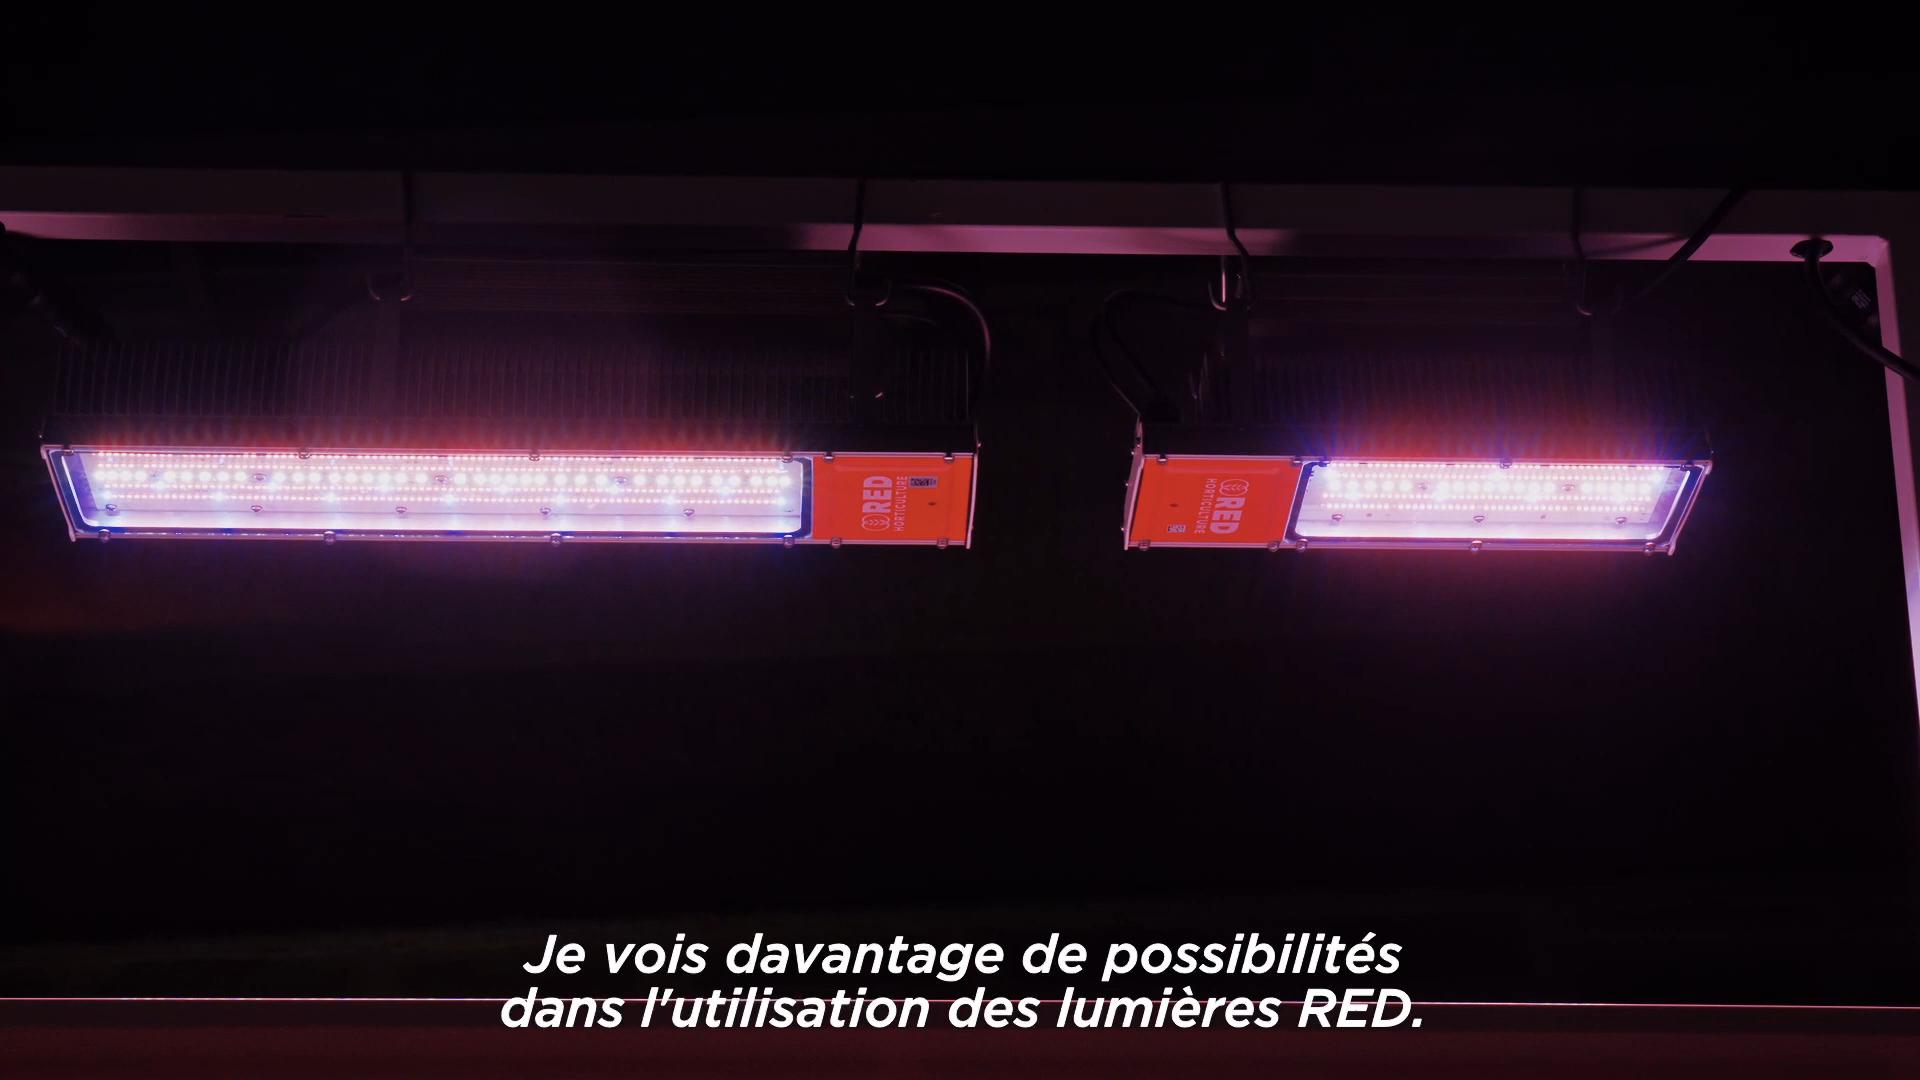 RED
HORTICULTURE
RED
HORTICULTURE
Je vois davantage de possibilités
dans l'utilisation des lumières RED.